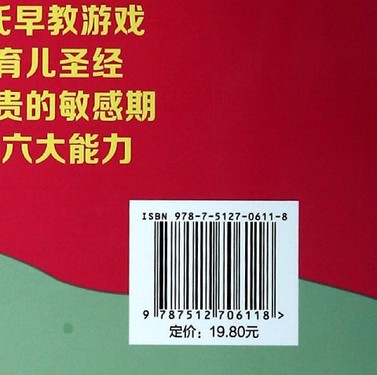 氏早教游戏
育儿圣经
贵的敏感期
六大能力
ISBN 978-7-5127-0611-8
9 787512 706118 >
定价：19.80元